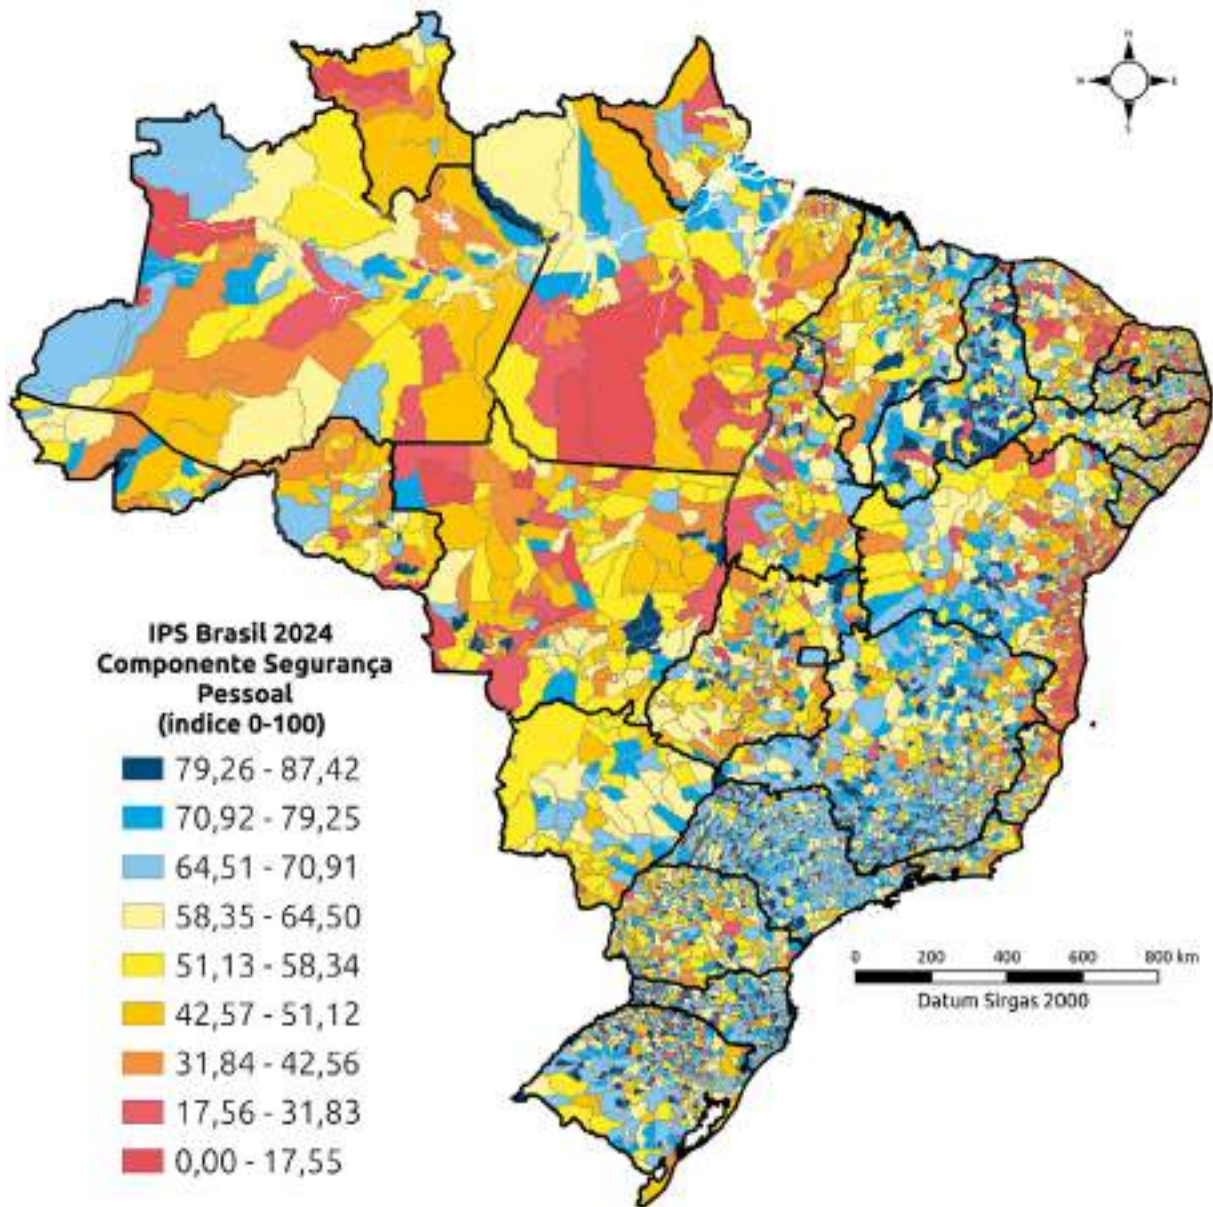 N
E
S
IPS Brasil 2024
Componente Segurança
Pessoal
(índice 0-100)
79,26 - 87,42
70,92 - 79,25
64,51 - 70,91
58,35 - 64,50
51,13 - 58,34
42,57 - 51,12
31,84 - 42,56
17,56 - 31,83
0,00 - 17,55
0 200 400 600 800 km
Datum Sirgas 2000